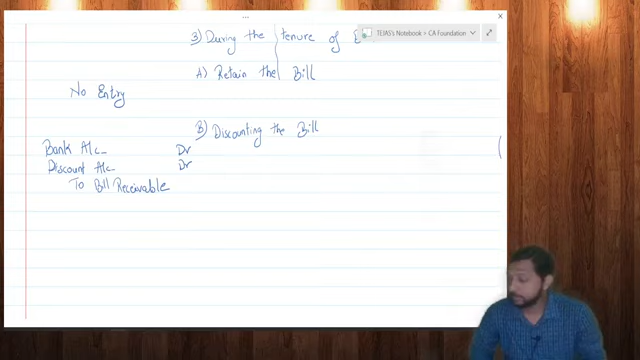 3) During the tenure of
TEJAS's Notebook > CA Foundation
A) Retain the Bill
No Entry
B) Discounting the Bill
Bank A/c Dr
Discount A/c Dr
To Bill Receivable